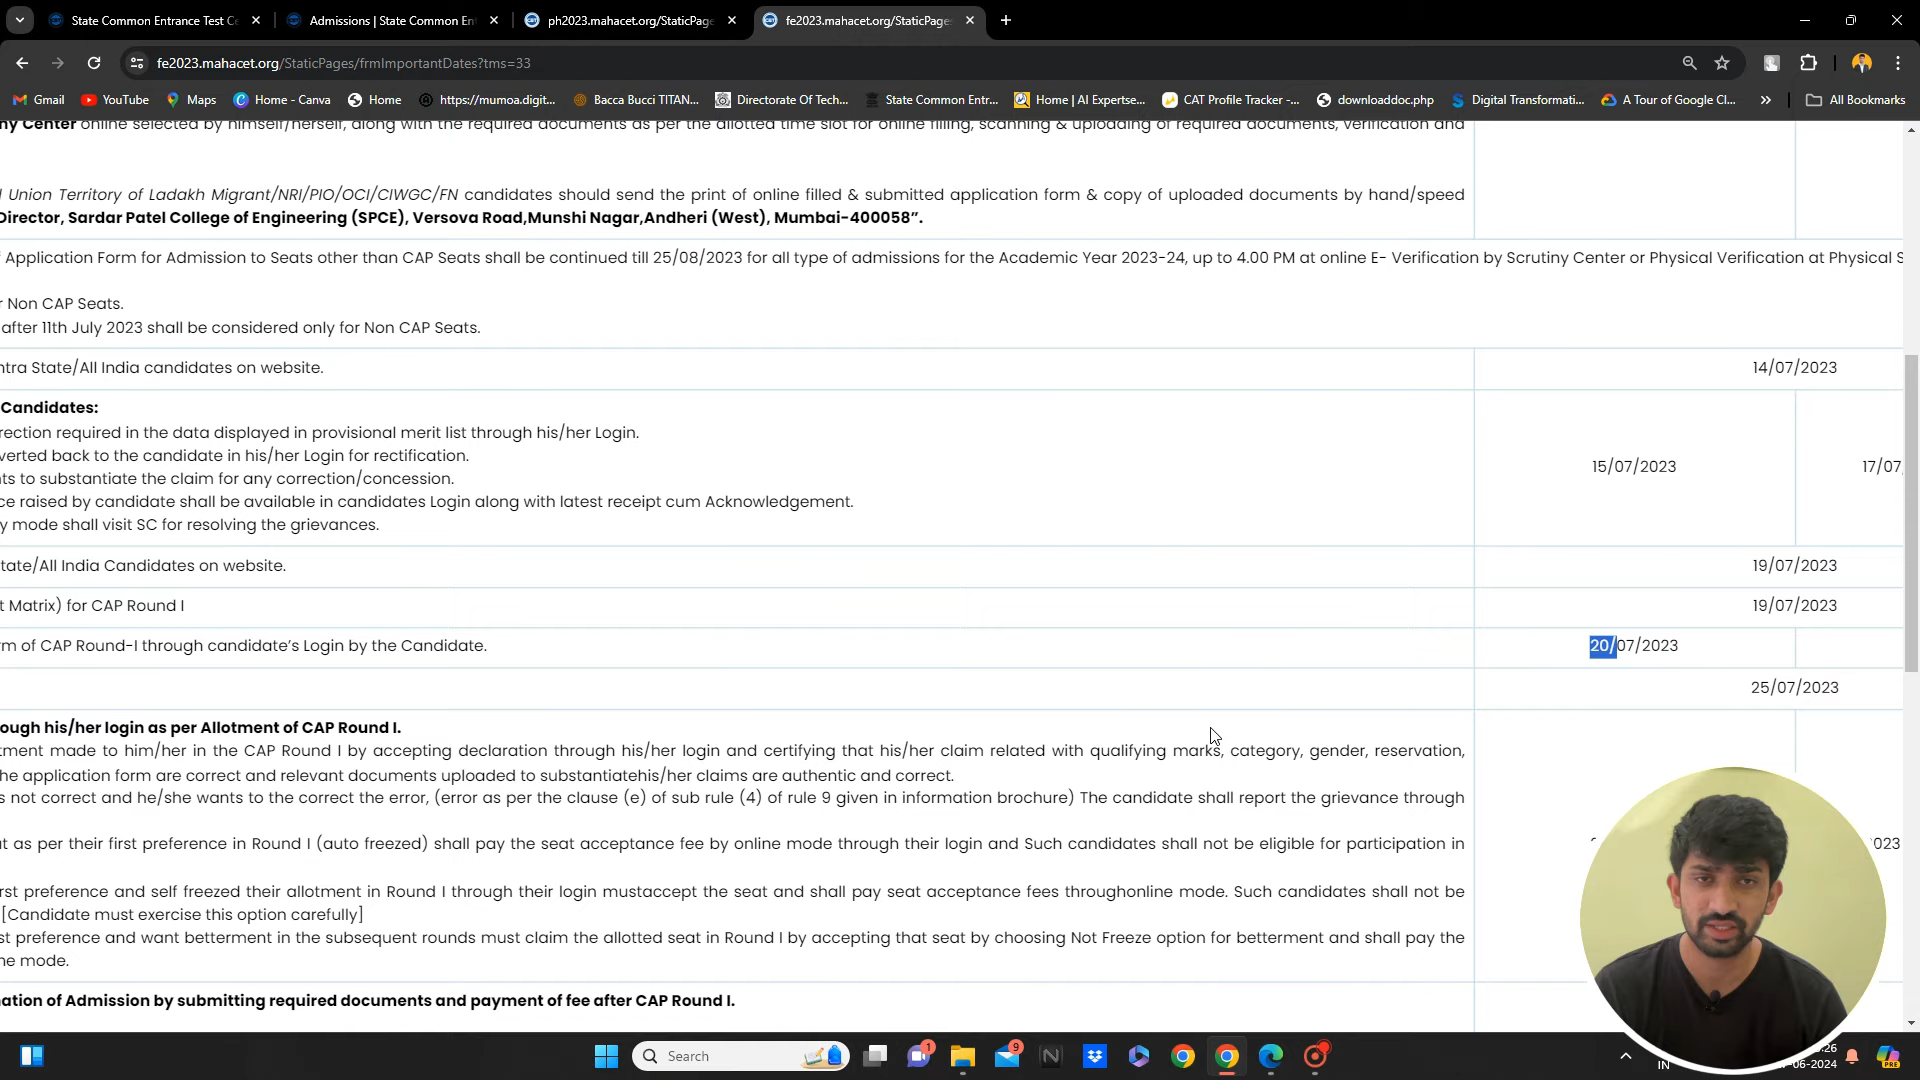 State Common Entrance Test Ce
Admissions | State Common En
ph2023.mahacet.org/StaticPage
fe2023.mahacet.org/StaticPages
fe2023.mahacet.org/StaticPages/frmImportantDates?tms=33
Gmail YouTube Maps Home - Canva Home https://mumoa.digit... Bacca Bucci TITAN... Directorate Of Tech... State Common Entr... Home | AI Expertse... CAT Profile Tracker -... downloaddoc.php Digital Transformati... A Tour of Google Cl... » All Bookmarks
ny Center online selected by himself/herself, along with the required documents as per the allotted time slot for online filling, scanning & uploading of required documents, verification and
l Union Territory of Ladakh Migrant/NRI/PIO/OCI/CIWGC/FN candidates should send the print of online filled & submitted application form & copy of uploaded documents by hand/speed
Director, Sardar Patel College of Engineering (SPCE), Versova Road,Munshi Nagar,Andheri (West), Mumbai-400058”.
f Application Form for Admission to Seats other than CAP Seats shall be continued till 25/08/2023 for all type of admissions for the Academic Year 2023-24, up to 4.00 PM at online E- Verification by Scrutiny Center or Physical Verification at Physical S
r Non CAP Seats.
after 11th July 2023 shall be considered only for Non CAP Seats.
ntra State/All India candidates on website. 14/07/2023
Candidates:
rection required in the data displayed in provisional merit list through his/her Login.
verted back to the candidate in his/her Login for rectification.
15/07/2023 17/07/
nts to substantiate the claim for any correction/concession.
ce raised by candidate shall be available in candidates Login along with latest receipt cum Acknowledgement.
y mode shall visit SC for resolving the grievances.
tate/All India Candidates on website. 19/07/2023
t Matrix) for CAP Round I 19/07/2023
rm of CAP Round-I through candidate’s Login by the Candidate. 20/07/2023
25/07/2023
ough his/her login as per Allotment of CAP Round I.
tment made to him/her in the CAP Round I by accepting declaration through his/her login and certifying that his/her claim related with qualifying marks, category, gender, reservation,
he application form are correct and relevant documents uploaded to substantiatehis/her claims are authentic and correct.
s not correct and he/she wants to the correct the error, (error as per the clause (e) of sub rule (4) of rule 9 given in information brochure) The candidate shall report the grievance through
at as per their first preference in Round I (auto freezed) shall pay the seat acceptance fee by online mode through their login and Such candidates shall not be eligible for participation in 023
rst preference and self freezed their allotment in Round I through their login mustaccept the seat and shall pay seat acceptance fees throughonline mode. Such candidates shall not be
[Candidate must exercise this option carefully]
st preference and want betterment in the subsequent rounds must claim the allotted seat in Round I by accepting that seat by choosing Not Freeze option for betterment and shall pay the
ne mode.
nation of Admission by submitting required documents and payment of fee after CAP Round I.
Search
1
9
IN
:26
-06-2024
PRE